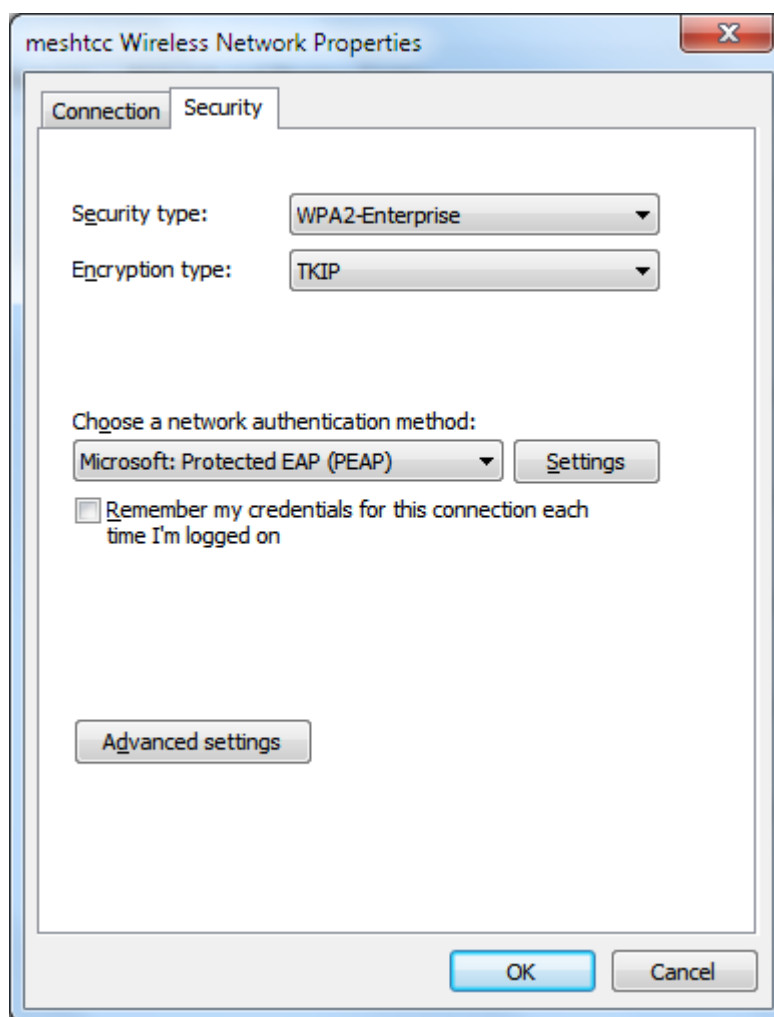 meshtcc Wireless Network Properties
x
Connection Security
Security type: WPA2-Enterprise
Encryption type: TKIP
Choose a network authentication method:
Microsoft: Protected EAP (PEAP) Settings
Remember my credentials for this connection each
time I'm logged on
Advanced settings
OK Cancel